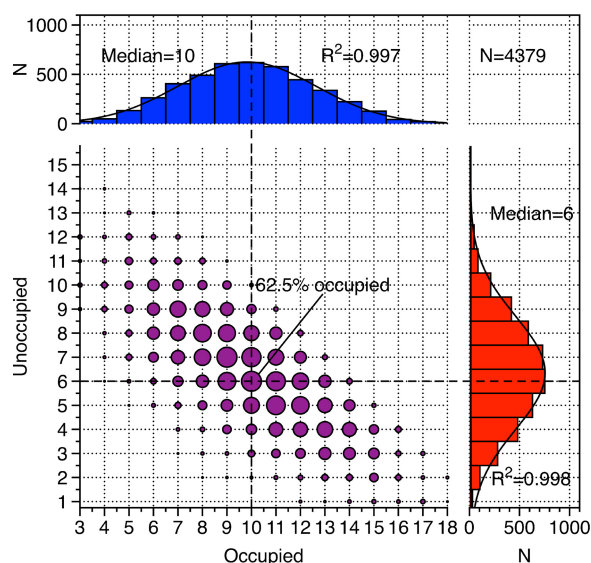 1000
500
0
N
Median=10
R²=0.997
N=4379
15
14
13
12
11
10
9
8
7
6
5
4
3
2
1
Unoccupied
62.5% occupied
Median=6
R²=0.998
3 4 5 6 7 8 9 10 11 12 13 14 15 16 17 18
Occupied
0 500 1000
N